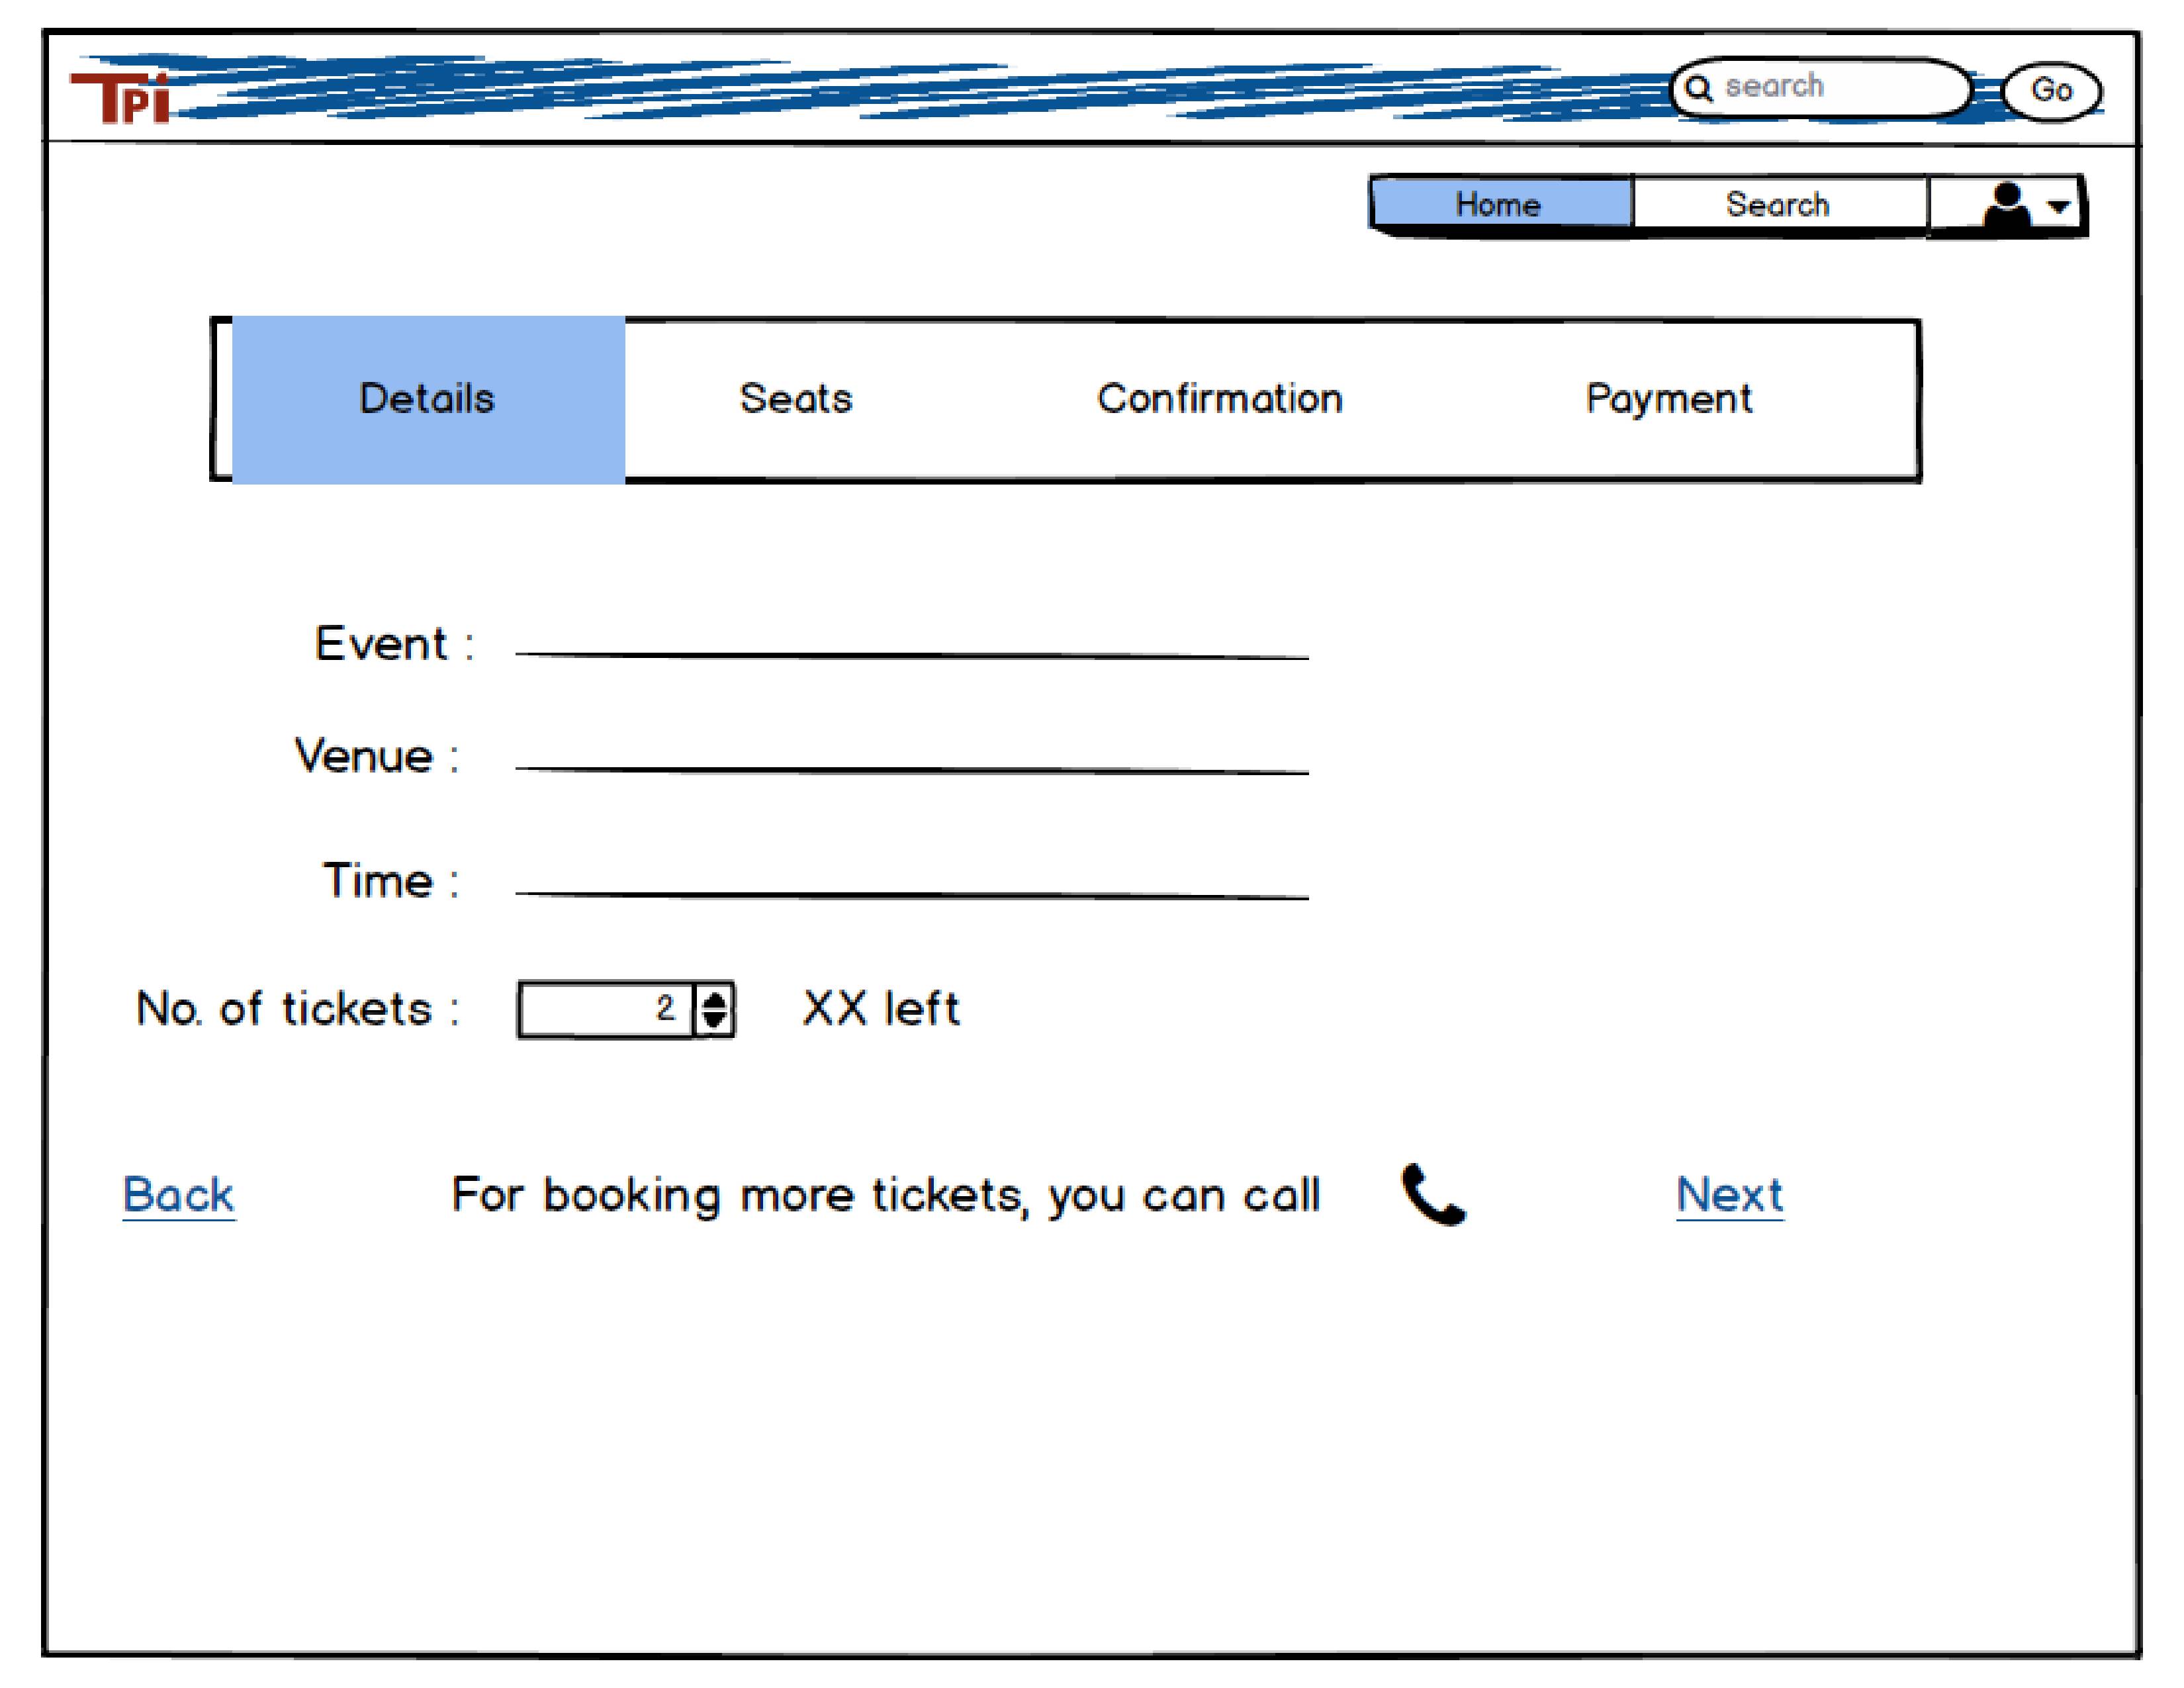 TPi search Go
Home Search
Details Seats Confirmation Payment
Event :
Venue :
Time :
No. of tickets : 2 XX left
Back For booking more tickets, you can call Next